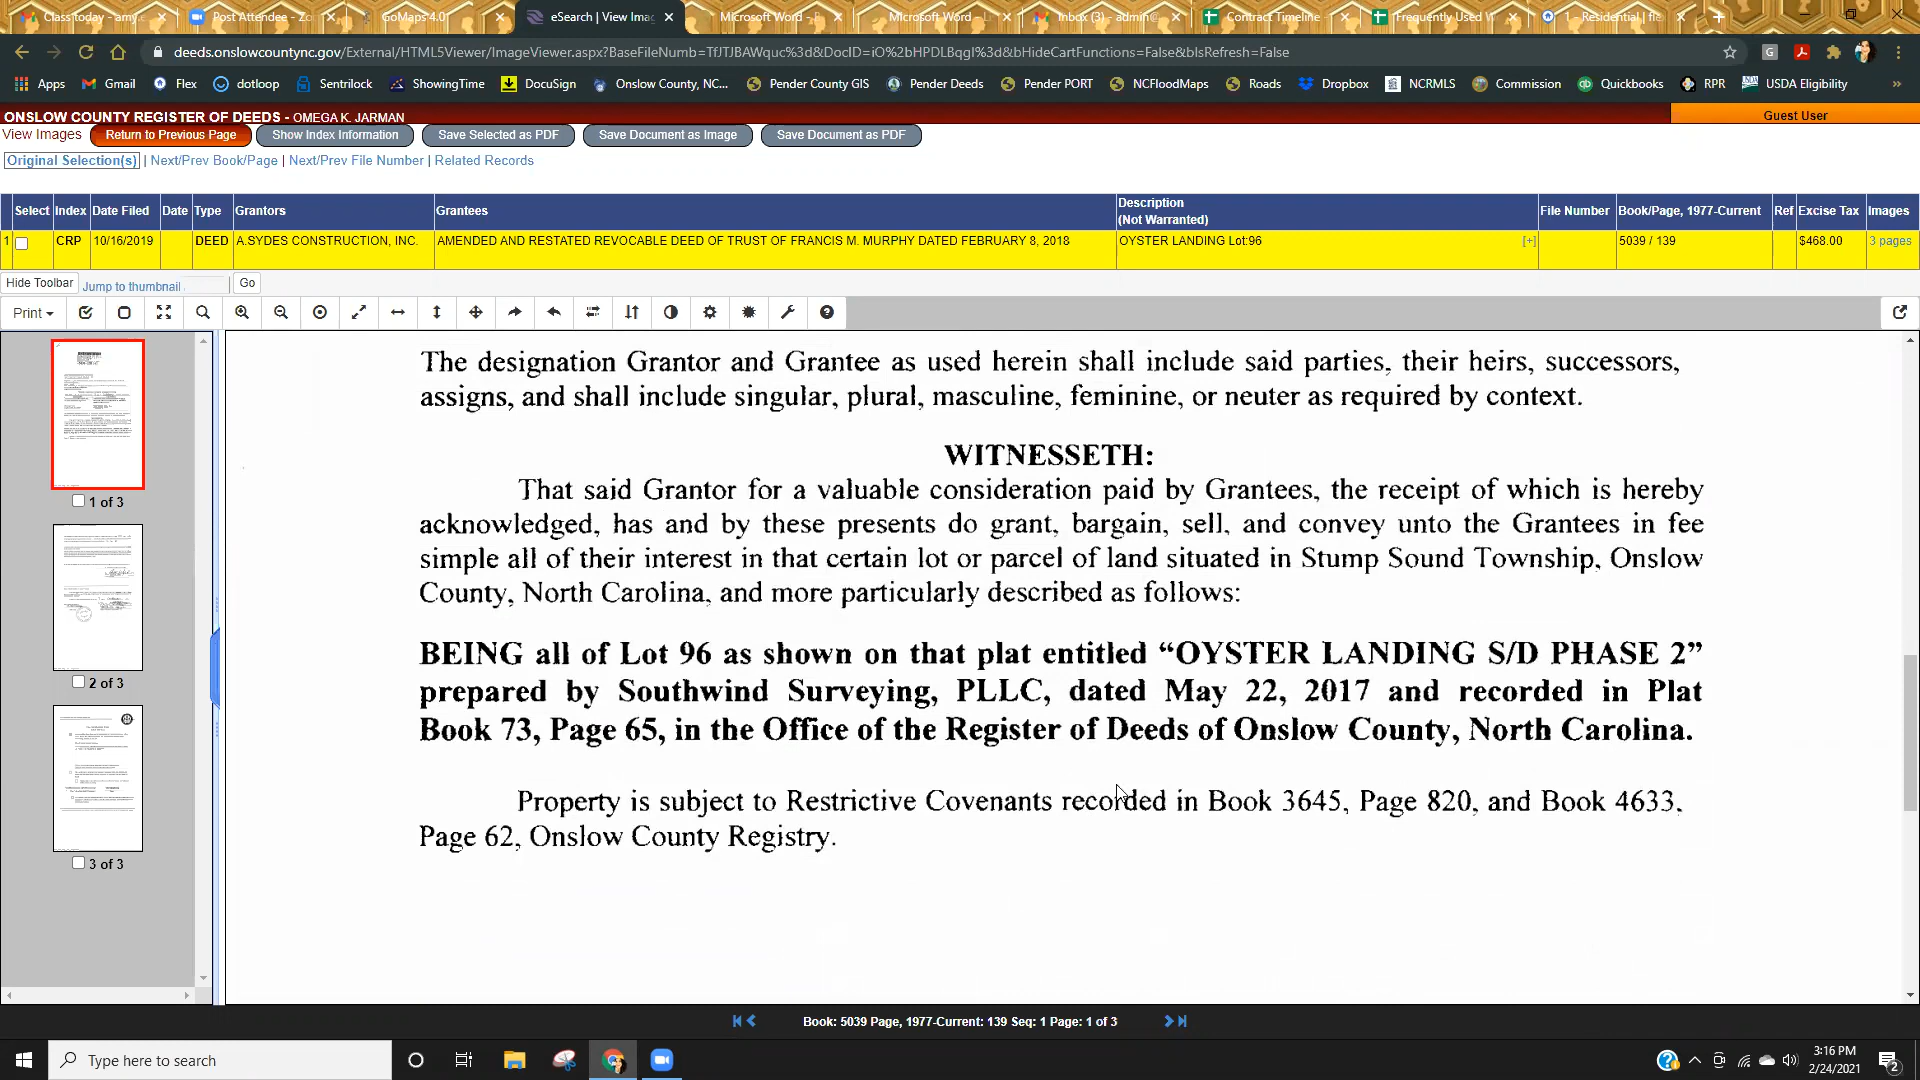 Class today - amy.e
Post Attendee - Zo
GoMaps 4.0
eSearch | View Imag
Microsoft Word - B
Microsoft Word - L
Inbox (3) - admin@
Contract Timeline -
Frequently Used W
1 - Residential | fle
deeds.onslowcountync.gov/External/HTML5Viewer/ImageViewer.aspx?BaseFileNumb=TfJTJBAWquc%3d&DocID=iO%2bHPDLBqgI%3d&bHideCartFunctions=False&bIsRefresh=False
Apps Gmail Flex dotloop Sentrilock ShowingTime DocuSign Onslow County, NC... Pender County GIS Pender Deeds Pender PORT NCFloodMaps Roads Dropbox NCRMLS Commission Quickbooks RPR USDA Eligibility »
ONSLOW COUNTY REGISTER OF DEEDS - OMEGA K. JARMAN
Guest User
View Images Return to Previous Page Show Index Information Save Selected as PDF Save Document as Image Save Document as PDF
Original Selection(s) | Next/Prev Book/Page | Next/Prev File Number | Related Records
Select Index Date Filed Date Type Grantors Grantees Description (Not Warranted) File Number Book/Page, 1977-Current Ref Excise Tax Images
1 CRP 10/16/2019 DEED A.SYDES CONSTRUCTION, INC. AMENDED AND RESTATED REVOCABLE DEED OF TRUST OF FRANCIS M. MURPHY DATED FEBRUARY 8, 2018 OYSTER LANDING Lot:96 [+] 5039 / 139 $468.00 3 pages
Hide Toolbar Jump to thumbnail Go
Print
1 of 3
2 of 3
3 of 3
The designation Grantor and Grantee as used herein shall include said parties, their heirs, successors,
assigns, and shall include singular, plural, masculine, feminine, or neuter as required by context.
WITNESSETH:
That said Grantor for a valuable consideration paid by Grantees, the receipt of which is hereby
acknowledged, has and by these presents do grant, bargain, sell, and convey unto the Grantees in fee
simple all of their interest in that certain lot or parcel of land situated in Stump Sound Township, Onslow
County, North Carolina, and more particularly described as follows:
BEING all of Lot 96 as shown on that plat entitled “OYSTER LANDING S/D PHASE 2”
prepared by Southwind Surveying, PLLC, dated May 22, 2017 and recorded in Plat
Book 73, Page 65, in the Office of the Register of Deeds of Onslow County, North Carolina.
Property is subject to Restrictive Covenants recorded in Book 3645, Page 820, and Book 4633,
Page 62, Onslow County Registry.
Book: 5039 Page, 1977-Current: 139 Seq: 1 Page: 1 of 3
Type here to search
3:16 PM
2/24/2021
2